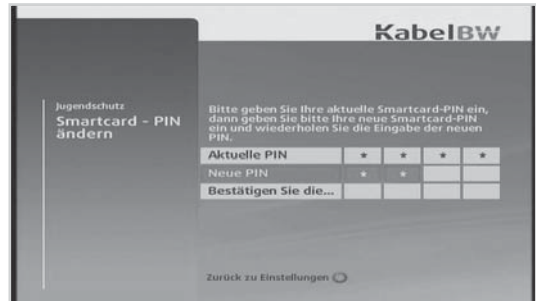 KabelBW
Jugendschutz
Smartcard - PIN
ändern
Bitte geben Sie Ihre aktuelle Smartcard-PIN ein,
dann geben Sie bitte Ihre neue Smartcard-PIN
ein und wiederholen Sie die Eingabe der neuen
PIN.
Aktuelle PIN * * * *
Neue PIN * *
Bestätigen Sie die...
Zurück zu Einstellungen